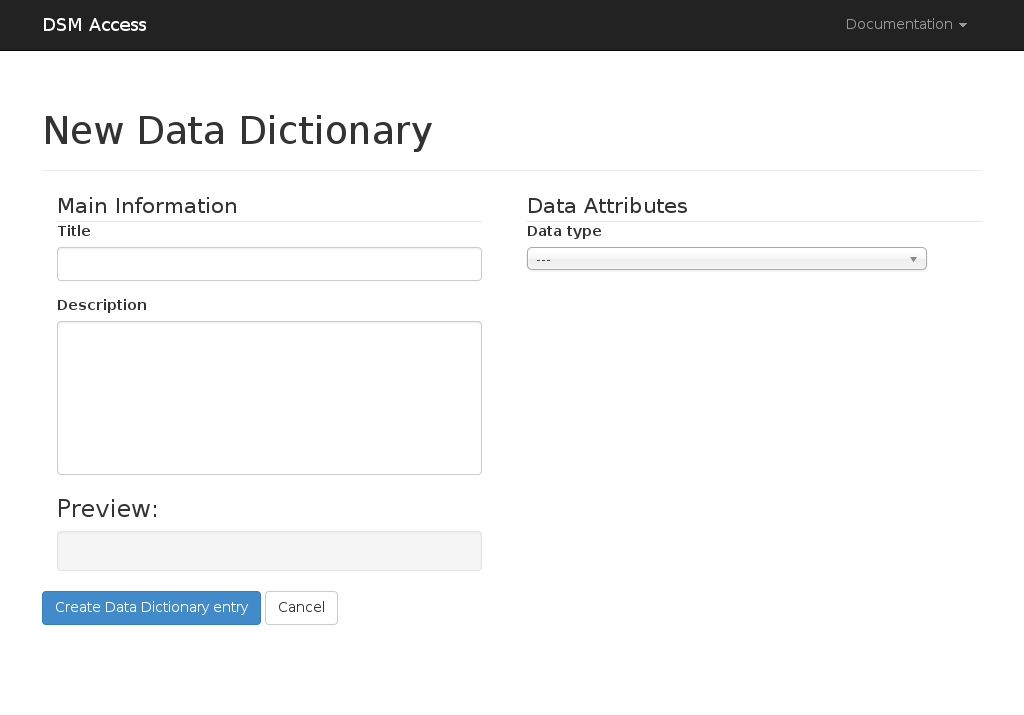 DSM Access
Documentation
New Data Dictionary
Main Information
Title
Description
Preview:
Data Attributes
Data type
---
Create Data Dictionary entry
Cancel